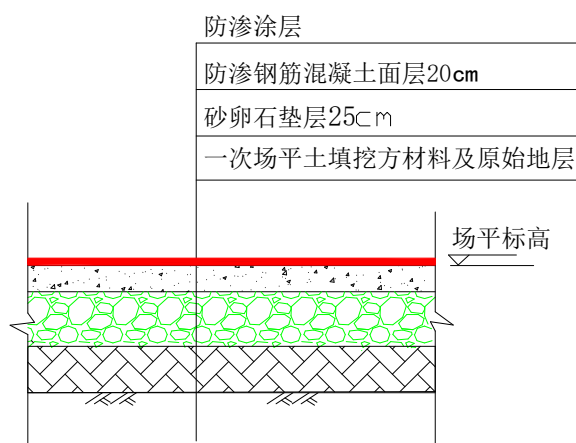 防渗涂层
防渗钢筋混凝土面层20cm
砂卵石垫层25cm
一次场平土填挖方材料及原始地层
场平标高